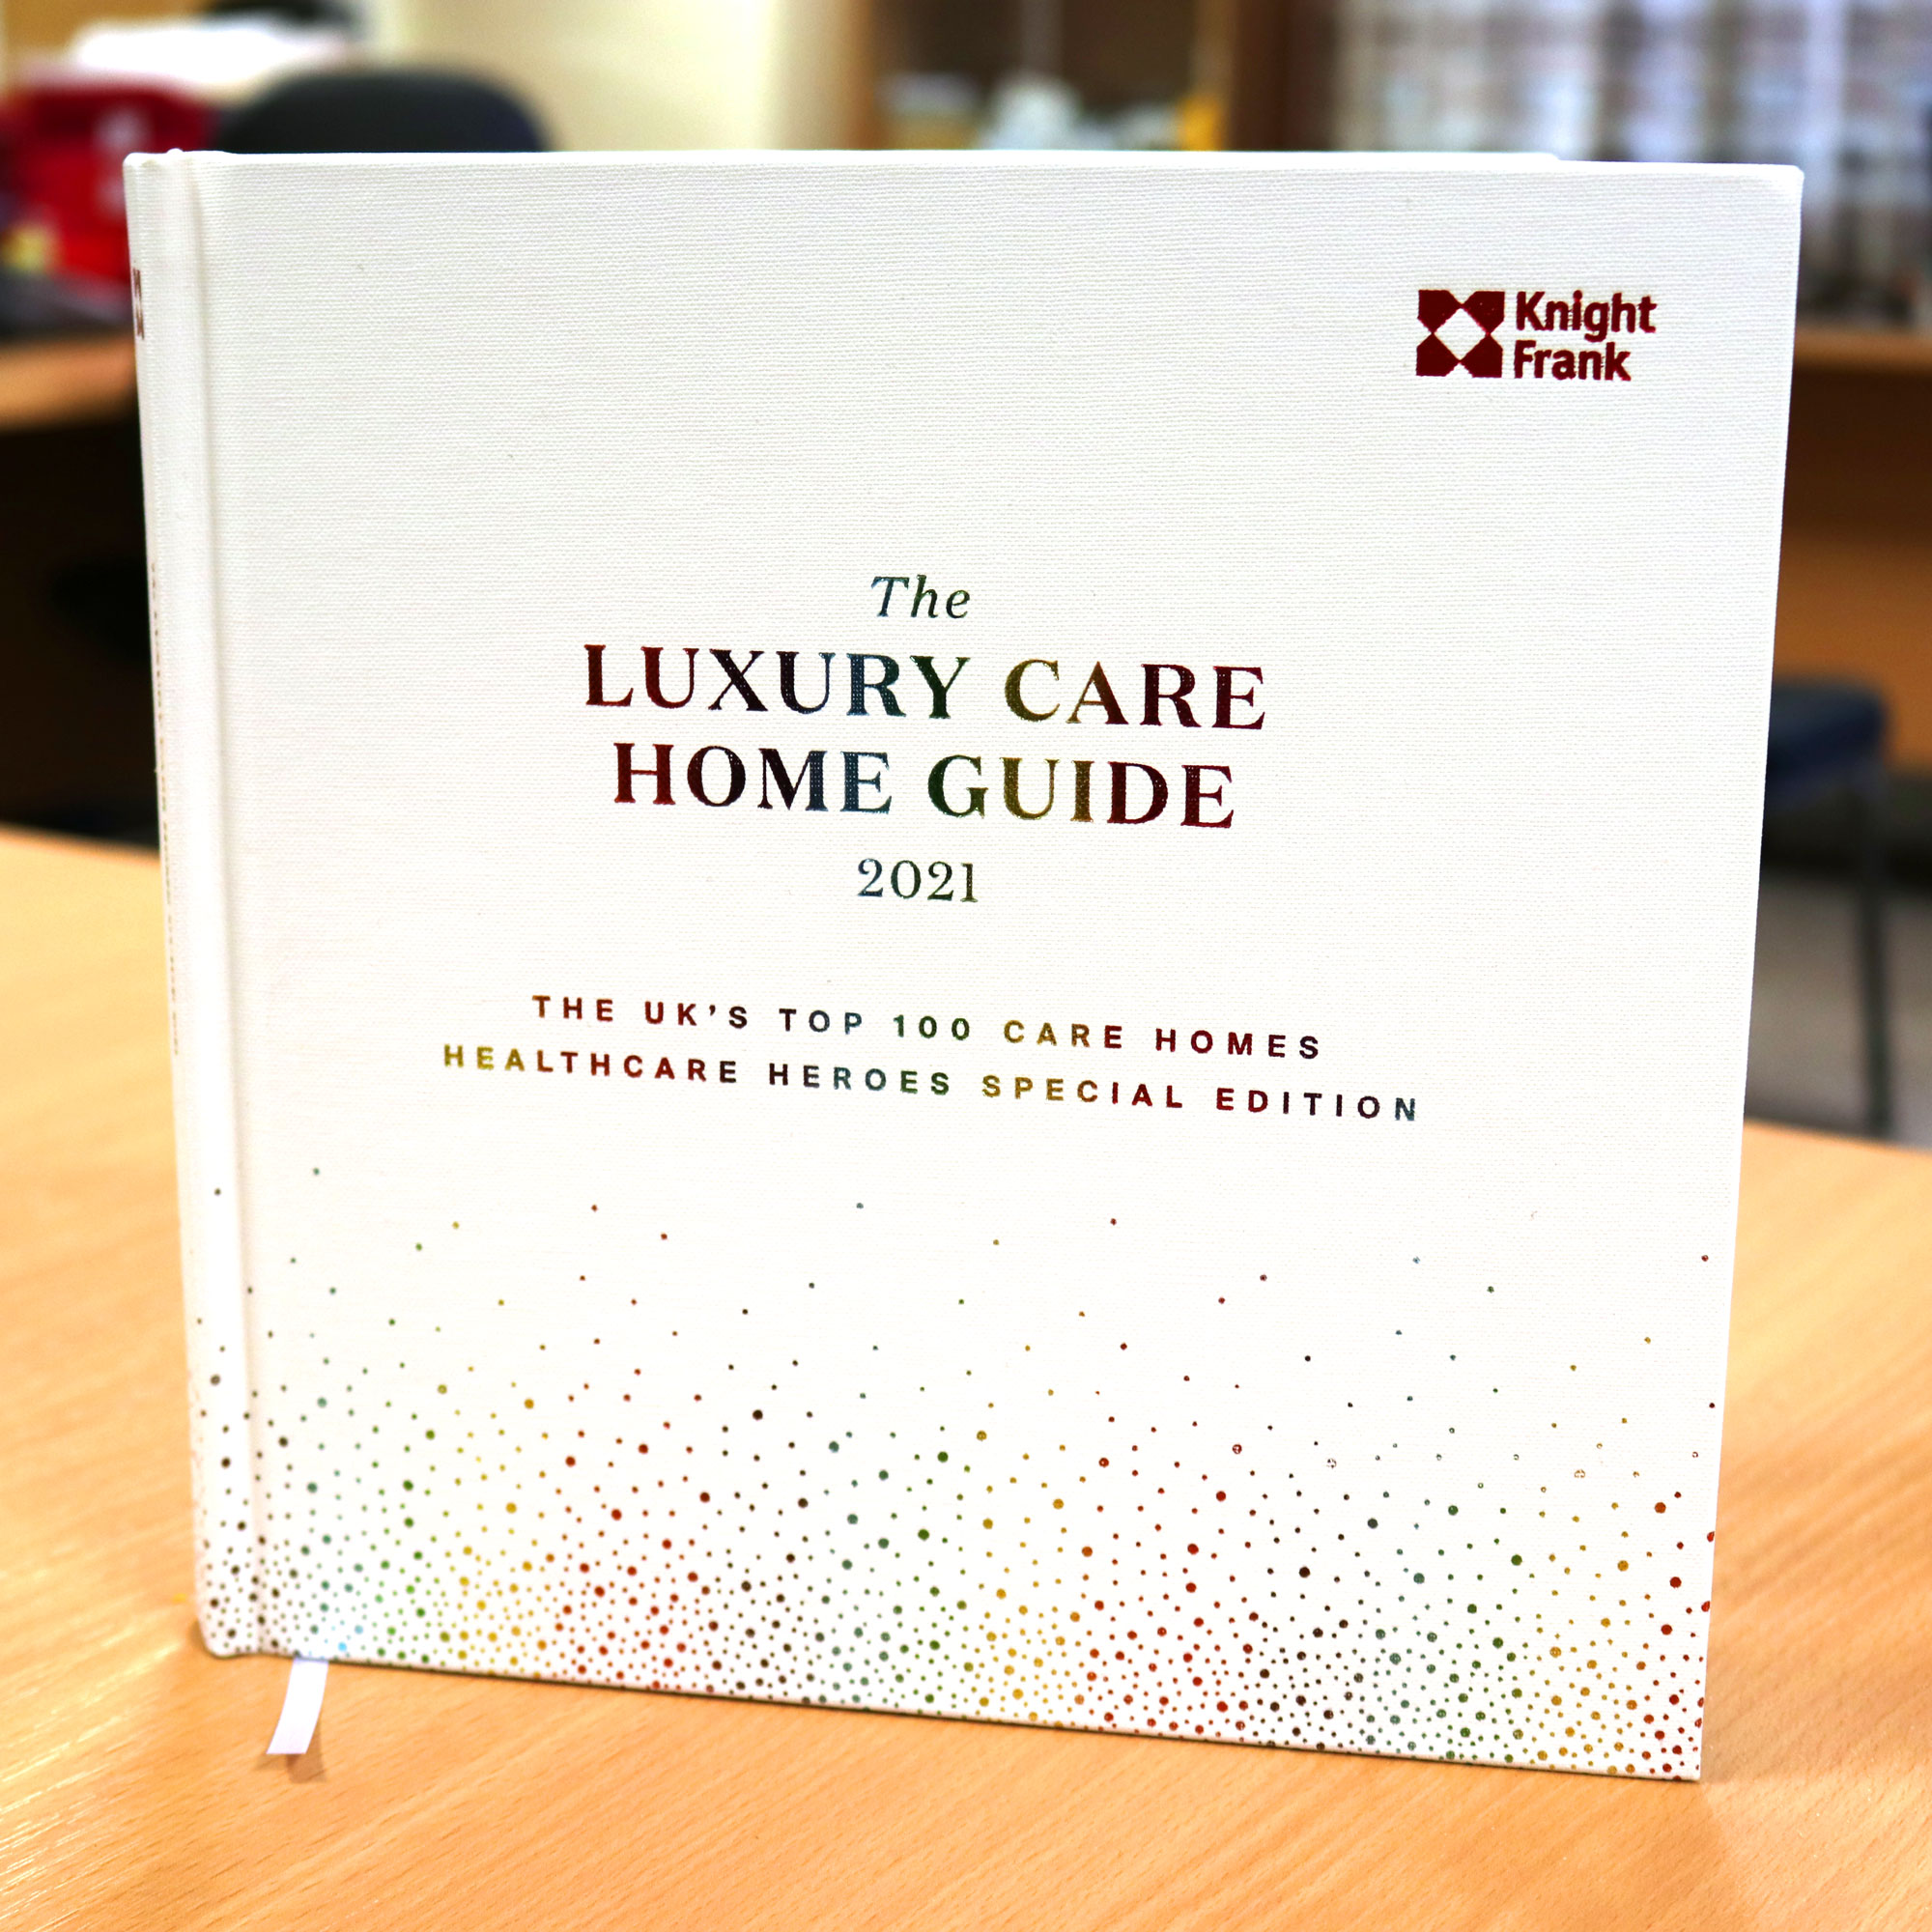 Knight
Frank
The
LUXURY CARE
HOME GUIDE
2021
THE UK'S TOP 100 CARE HOMES
HEALTHCARE HEROES SPECIAL EDITION